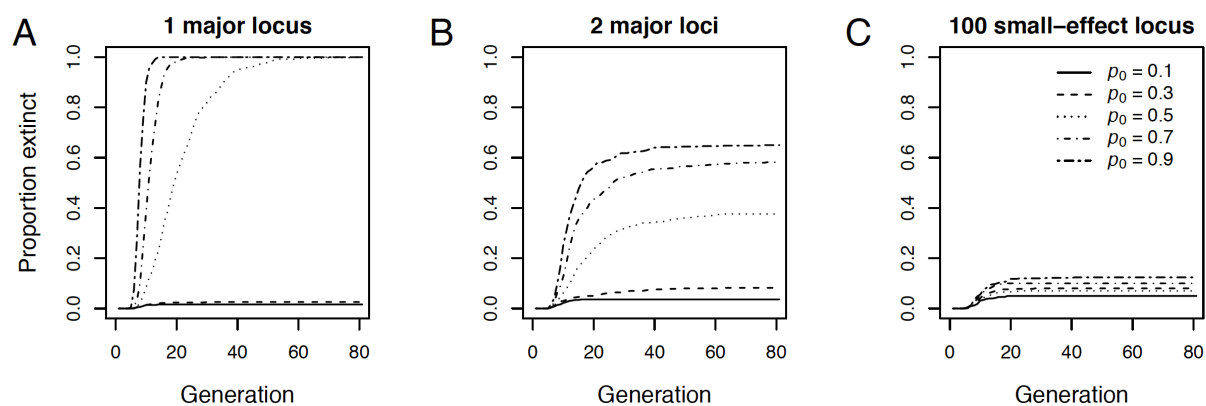 A
1 major locus
Proportion extinct
1.0
0.8
0.6
0.4
0.2
0.0
0 20 40 60 80
Generation
B
2 major loci
1.0
0.8
0.6
0.4
0.2
0.0
0 20 40 60 80
Generation
C
100 small−effect locus
1.0
0.8
0.6
0.4
0.2
0.0
p0 = 0.1
p0 = 0.3
p0 = 0.5
p0 = 0.7
p0 = 0.9
0 20 40 60 80
Generation